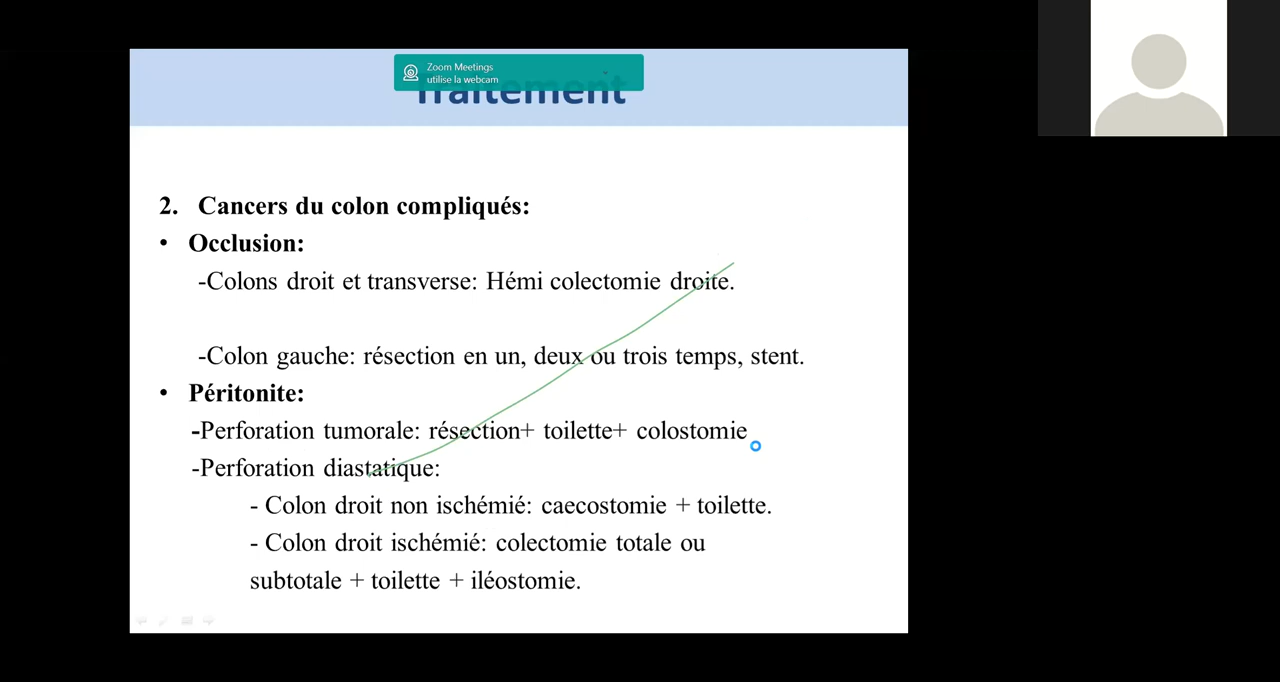 Zoom Meetings
utilise la webcam
Traitement
2. Cancers du colon compliqués:
• Occlusion:
-Colons droit et transverse: Hémi colectomie droite.
-Colon gauche: résection en un, deux ou trois temps, stent.
• Péritonite:
-Perforation tumorale: résection+ toilette+ colostomie
-Perforation diastatique:
- Colon droit non ischémié: caecostomie + toilette.
- Colon droit ischémié: colectomie totale ou
subtotale + toilette + iléostomie.